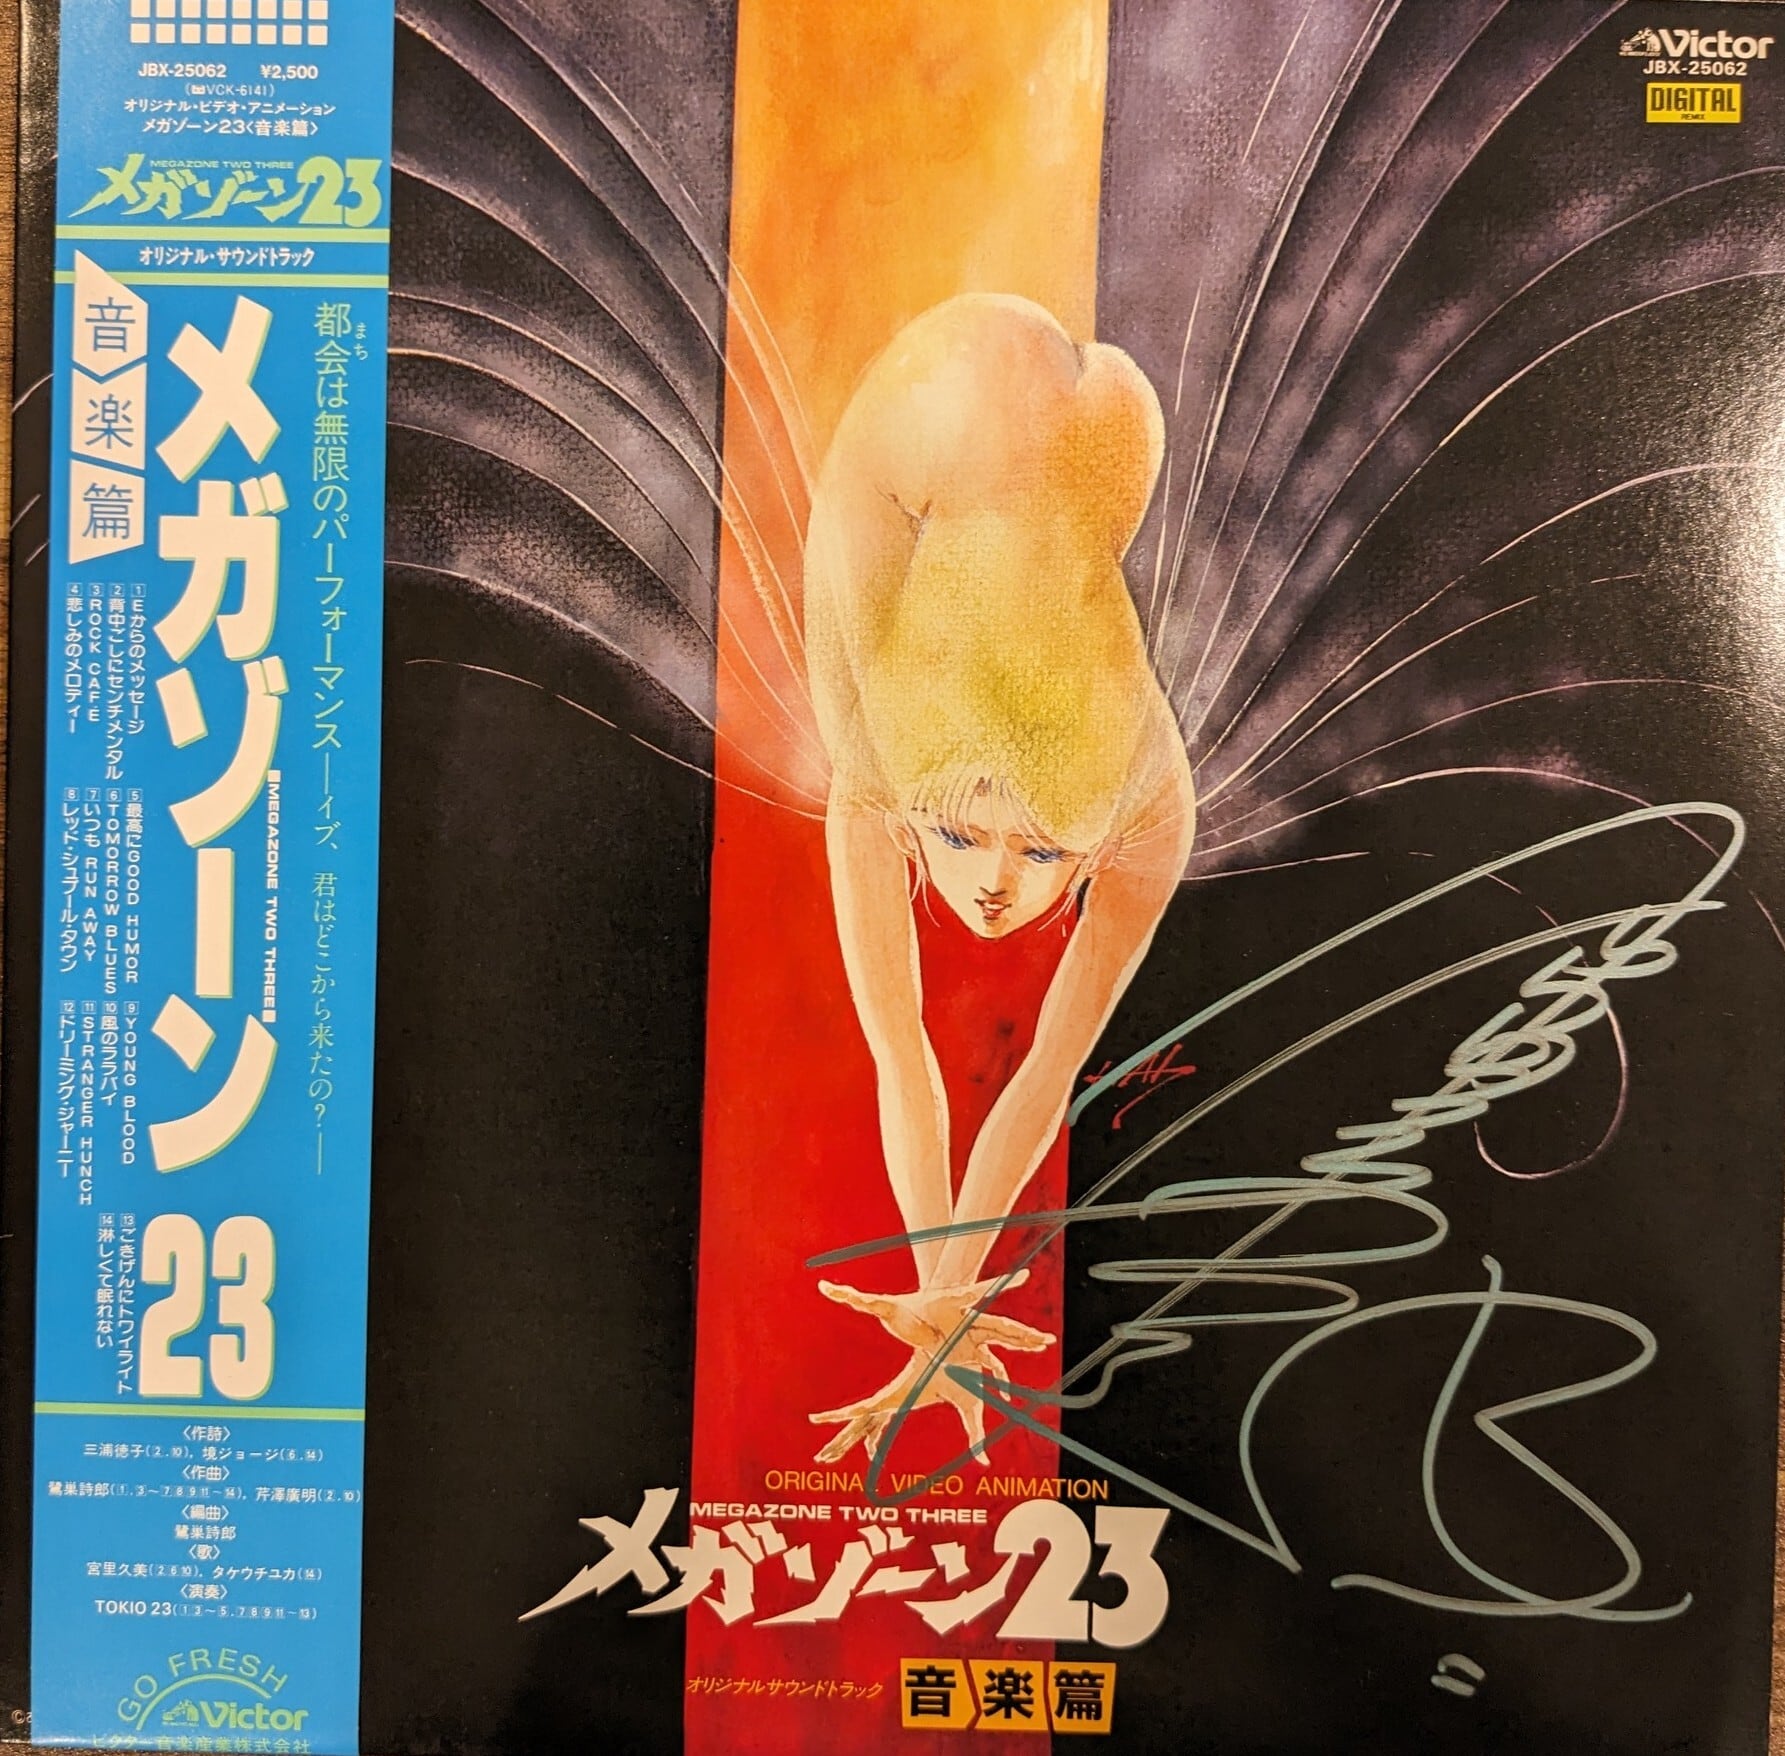 JBX-25062 ¥2,500
(VCK-6141)
オリジナル・ビデオ・アニメーション
メガゾーン23〈音楽篇〉
MEGAZONE TWO THREE
メガゾーン23
オリジナル・サウンドトラック
都会は無限のパーフォーマンス──イブ、君はどこから来たの?──
まち
メガゾーン23
MEGAZONE TWO THREE
音楽篇
1 Eからのメッセージ
2 背中ごしにセンチメンタル
3 ROCK CAFÉ
4 悲しみのメロディー
5 最高にGOOD HUMOR
6 TOMORROW BLUES
7 いつも RUN AWAY
8 レッド・シュプール・タウン
9 YOUNG BLOOD
10 風のララバイ
11 STRANGER HUNCH
12 ドリーミング・ジャーニー
13 ごきげんにトワイライト
14 淋しくて眠れない
〈作詩〉
三浦徳子(2.10)，境ジョージ(6.14)
〈作曲〉
鷺巣詩郎(1.3〜7 8 9 11〜14)，芹澤廣明(2.10)
〈編曲〉
鷺巣詩郎
〈歌〉
宮里久美(2 6 10)，タケウチユカ(14)
〈演奏〉
TOKIO 23(1 3〜5.7 8 9 11〜13)
GO FRESH
Victor
ビクター音楽産業株式会社
Victor
JBX-25062
DIGITAL
REMIX
ORIGINAL VIDEO ANIMATION
MEGAZONE TWO THREE
メガゾーン23
オリジナルサウンドトラック
音楽篇